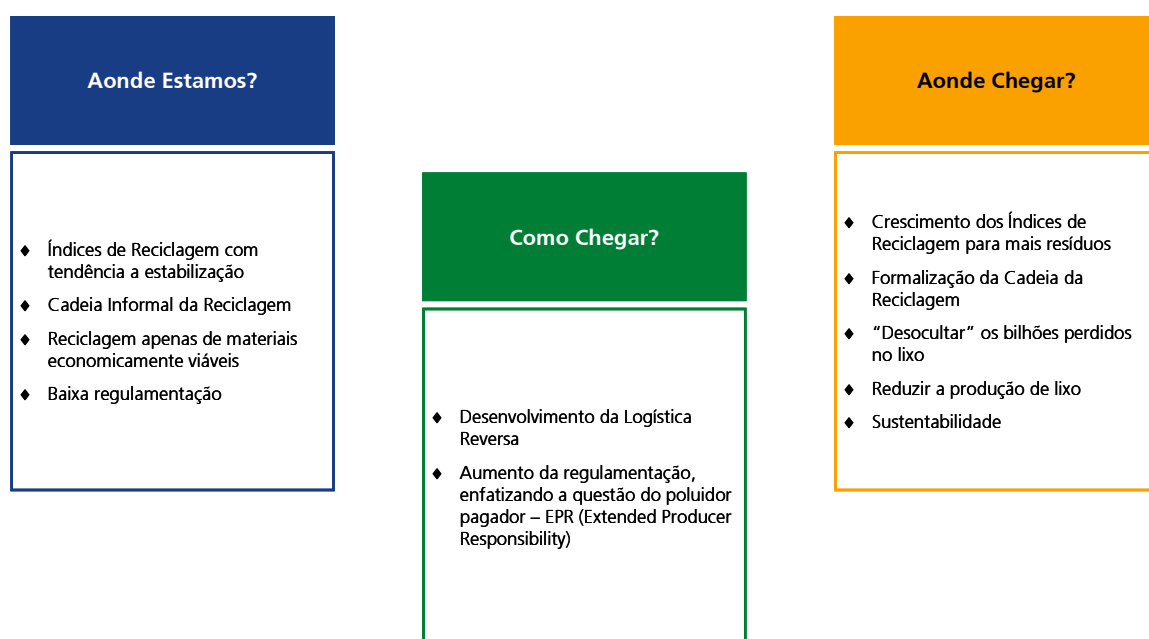 Aonde Estamos?
♦ Índices de Reciclagem com
tendência a estabilização
♦ Cadeia Informal da Reciclagem
♦ Reciclagem apenas de materiais
economicamente viáveis
♦ Baixa regulamentação
Como Chegar?
♦ Desenvolvimento da Logística
Reversa
♦ Aumento da regulamentação,
enfatizando a questão do poluidor
pagador – EPR (Extended Producer
Responsibility)
Aonde Chegar?
♦ Crescimento dos Índices de
Reciclagem para mais resíduos
♦ Formalização da Cadeia da
Reciclagem
♦ “Desocultar” os bilhões perdidos
no lixo
♦ Reduzir a produção de lixo
♦ Sustentabilidade